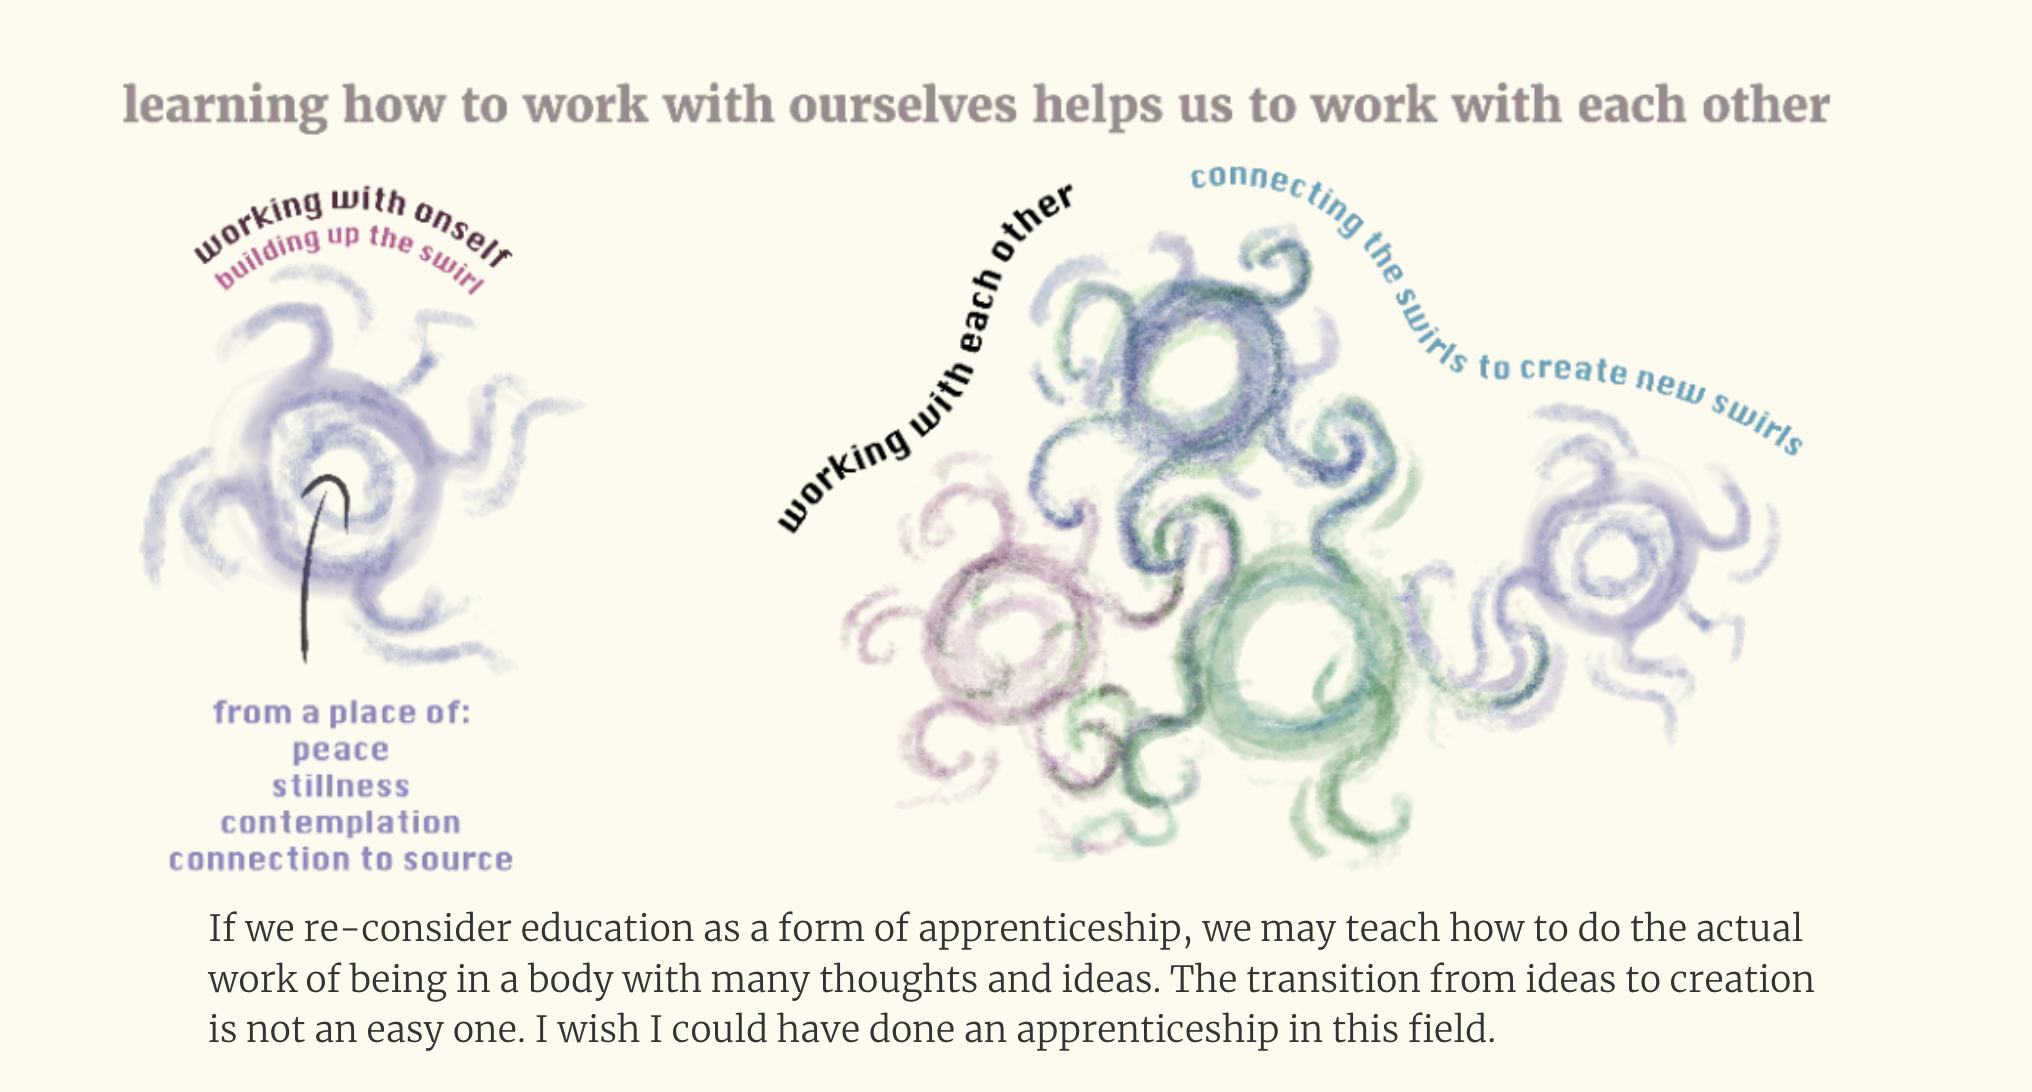 learning how to work with ourselves helps us to work with each other
working with onself
building up the swirl
from a place of:
peace
stillness
contemplation
connection to source
working with each other
connecting the swirls to create new swirls
If we re-consider education as a form of apprenticeship, we may teach how to do the actual
work of being in a body with many thoughts and ideas. The transition from ideas to creation
is not an easy one. I wish I could have done an apprenticeship in this field.